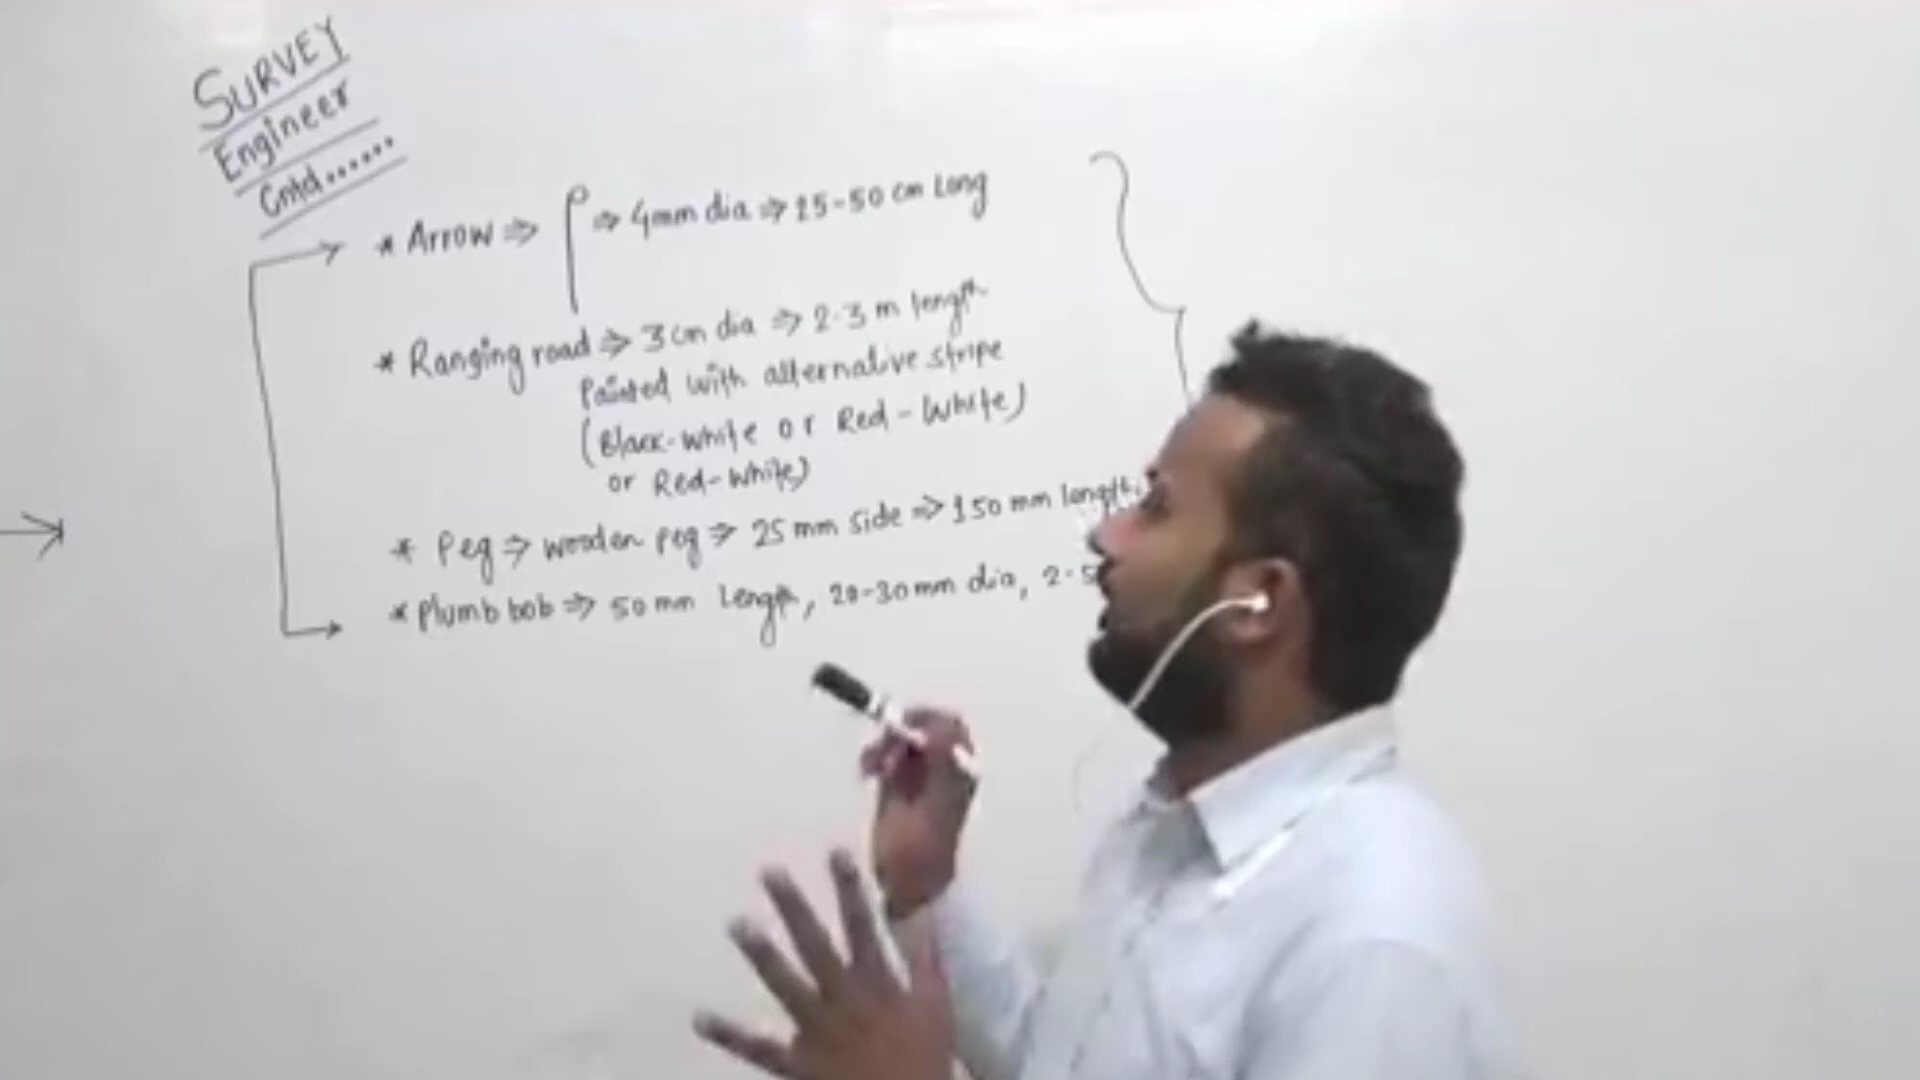 SURVEY
Engineer
Cntd......
* Arrow ⇒ ⇒ 4mm dia ⇒ 25-50 cm Long
* Ranging road ⇒ 3 cm dia ⇒ 2-3 m length
Painted with alternative stripe
(Black-white or Red-White)
or Red-white)
* Peg ⇒ wooden peg ⇒ 25 mm side ⇒ 150 mm length.
* Plumb bob ⇒ 50 mm Length, 20-30 mm dia,